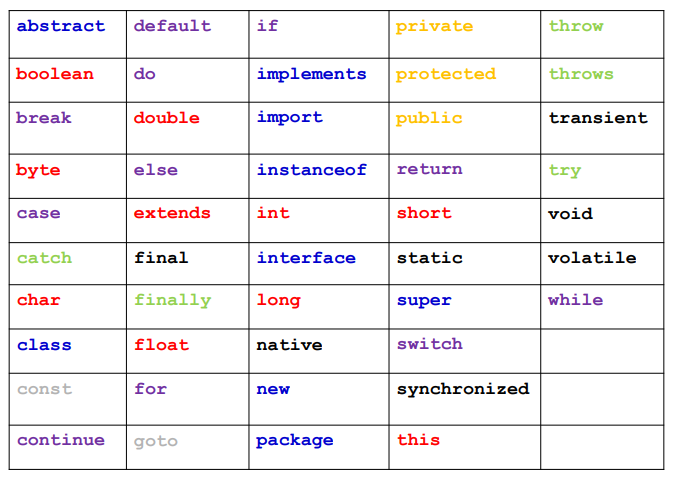 abstract default if private throw
boolean do implements protected throws
break double import public transient
byte else instanceof return try
case extends int short void
catch final interface static volatile
char finally long super while
class float native switch
const for new synchronized
continue goto package this